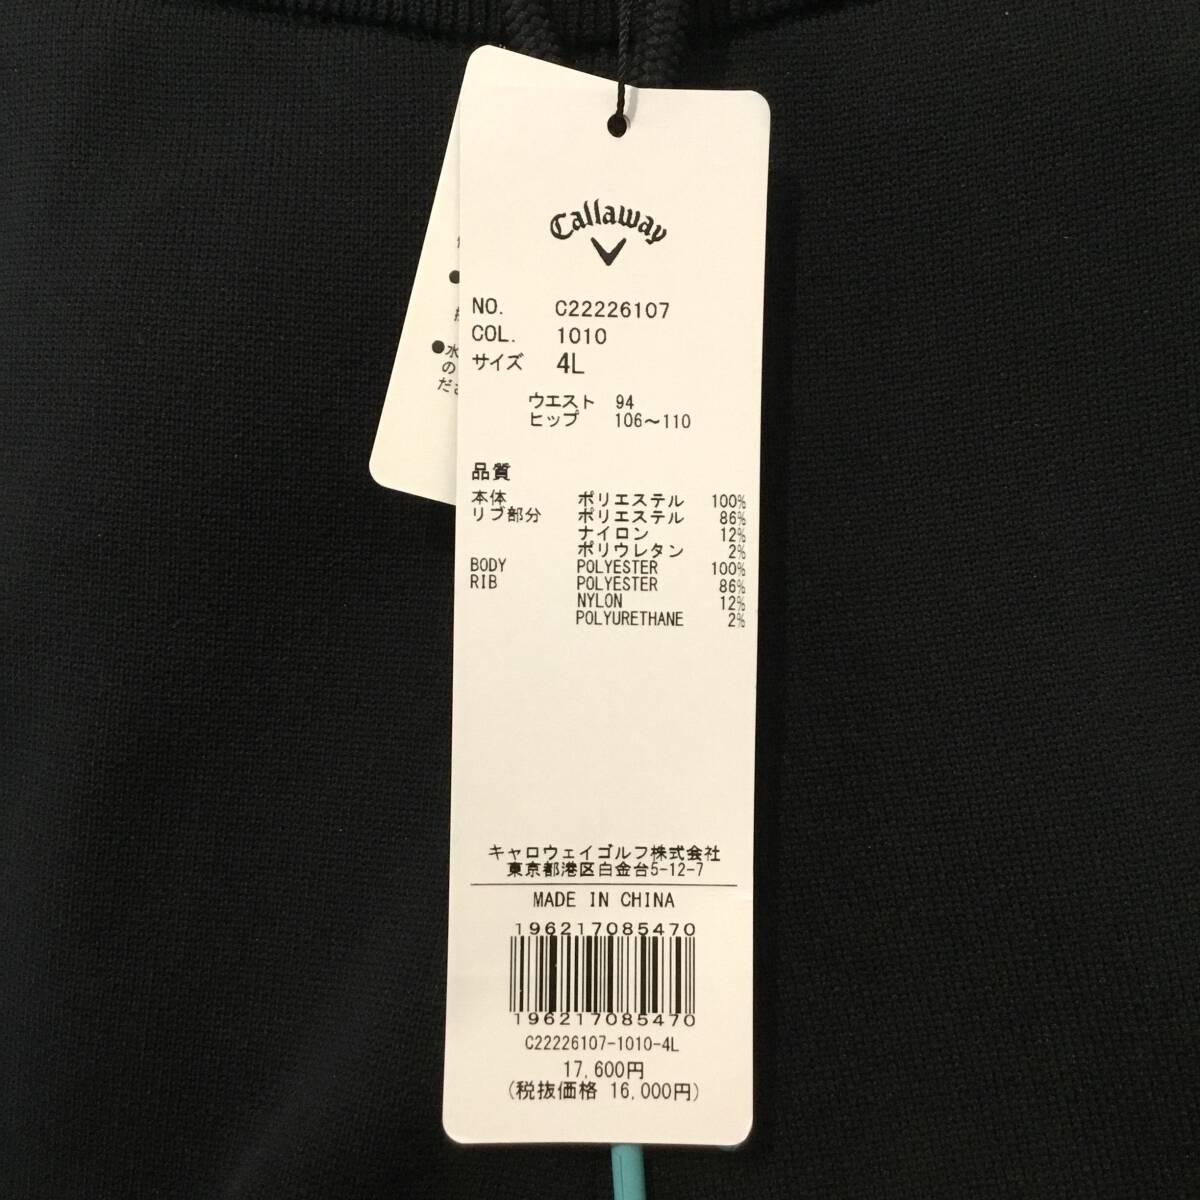 Callaway
NO. C22226107
COL. 1010
サイズ 4L
ウエスト 94
ヒップ 106～110
品質
本体 ポリエステル 100%
リブ部分 ポリエステル 86%
ナイロン 12%
ポリウレタン 2%
BODY POLYESTER 100%
RIB POLYESTER 86%
NYLON 12%
POLYURETHANE 2%
キャロウェイゴルフ株式会社
東京都港区白金台5-12-7
MADE IN CHINA
196217085470
196217085470
C22226107-1010-4L
17,600円
(税抜価格 16,000円)
●水
の
ださ